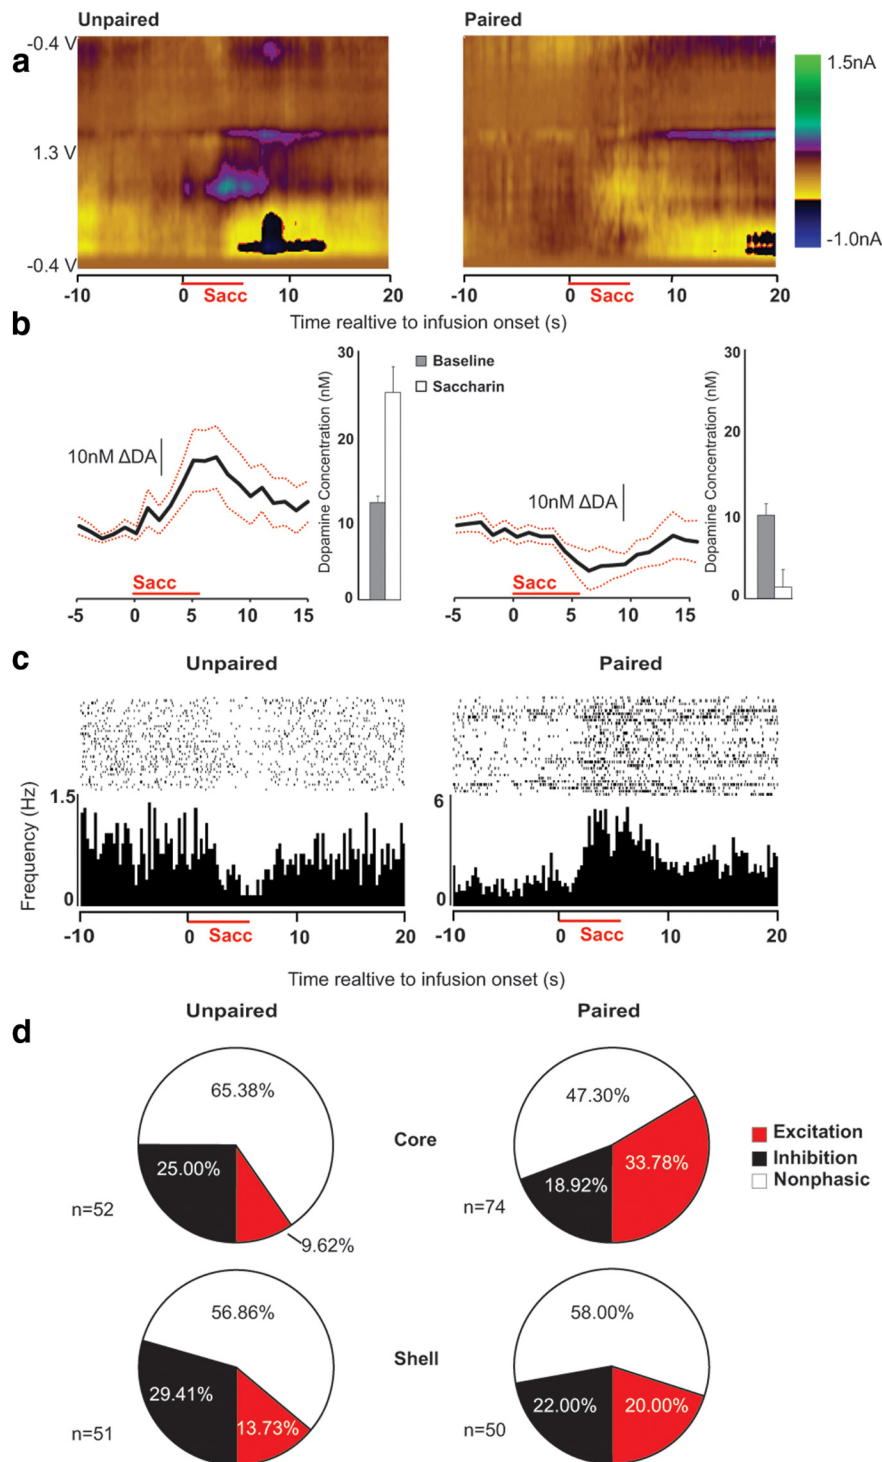 Unpaired Paired
a
-0.4 V
1.3 V
-0.4 V
1.5nA
-1.0nA
-10 0 10 20
Sacc
-10 0 10 20
Sacc
Time realtive to infusion onset (s)
b
10nM ΔDA
Sacc
-5 0 5 10 15
Dopamine Concentration (nM)
30
20
10
0
Baseline
Saccharin
10nM ΔDA
Sacc
-5 0 5 10 15
Dopamine Concentration (nM)
30
20
10
0
c
Unpaired Paired
Frequency (Hz)
1.5
0
6
0
-10 0 10 20
Sacc
-10 0 10 20
Sacc
Time realtive to infusion onset (s)
Unpaired Paired
d
65.38%
25.00%
9.62%
n=52
Core
47.30%
18.92%
33.78%
n=74
Excitation
Inhibition
Nonphasic
56.86%
29.41%
13.73%
n=51
Shell
58.00%
22.00%
20.00%
n=50